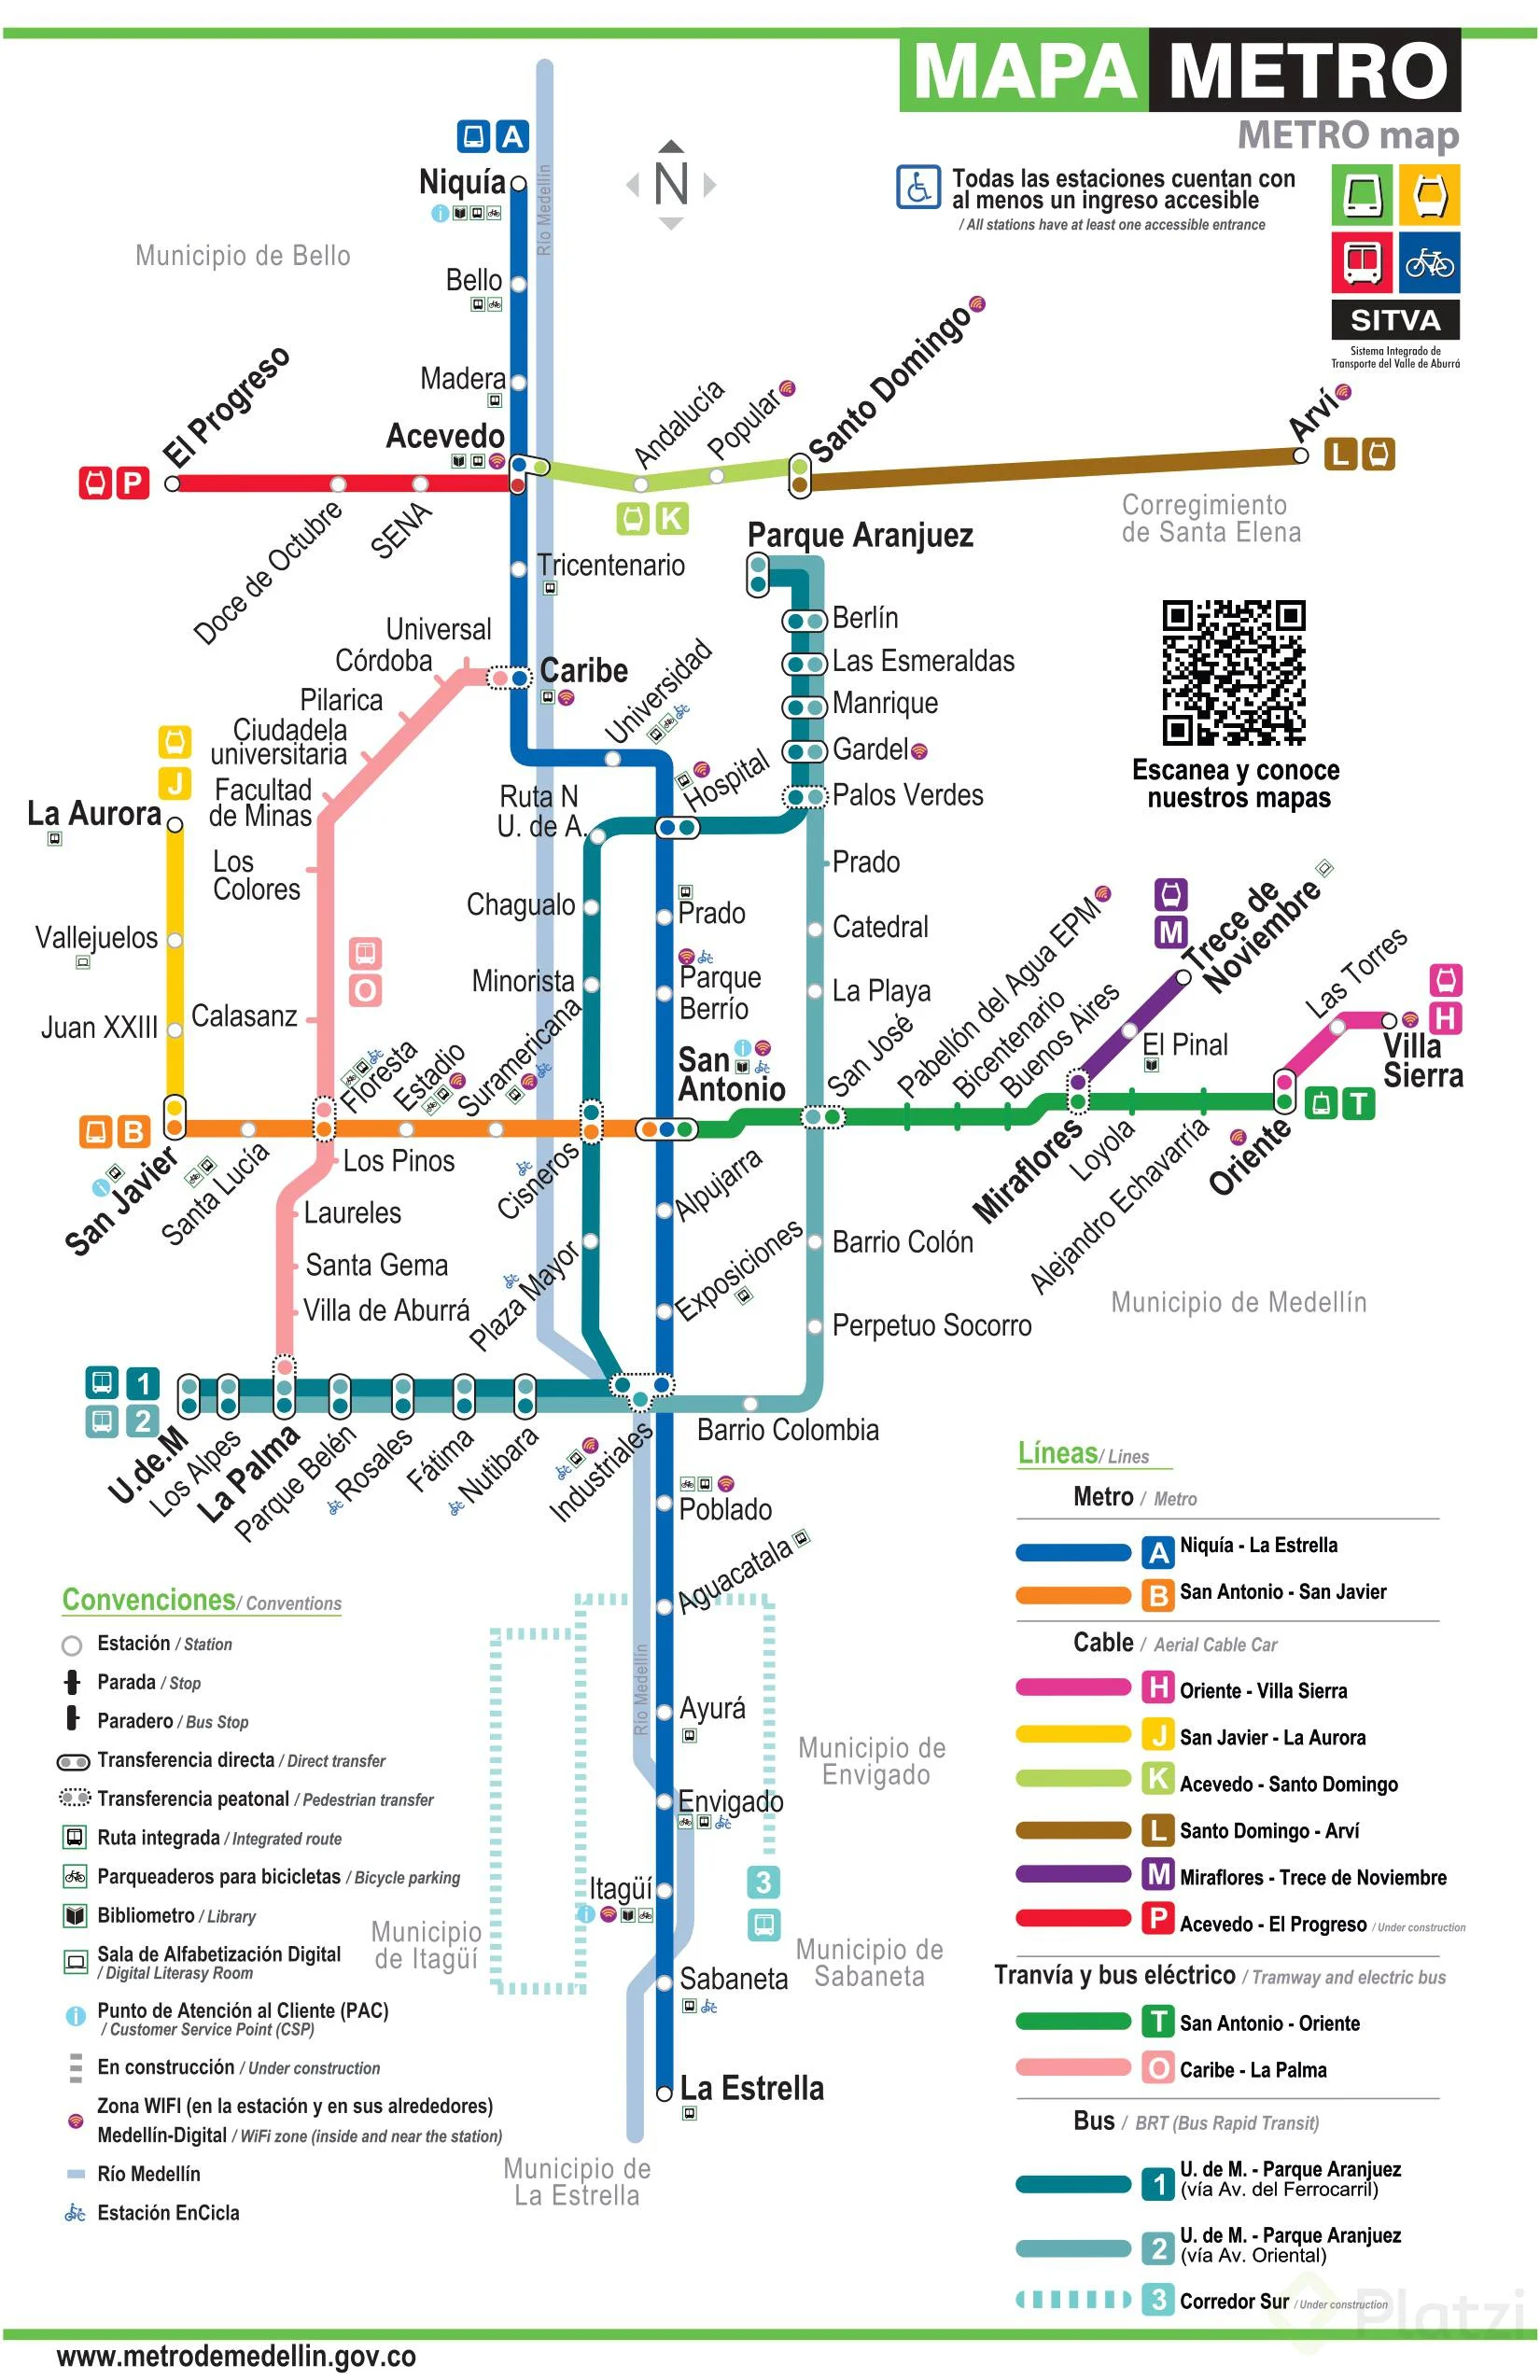 MAPA METRO
METRO map
Todas las estaciones cuentan con
al menos un ingreso accesible
/ All stations have at least one accessible entrance
SITVA
Sistema Integrado de
Transporte del Valle de Aburrá
N
A
Niquía
Río Medellín
Municipio de Bello
Bello
Madera
Acevedo
El Progreso
P
Doce de Octubre
SENA
Andalucía
Popular
Santo Domingo
K
Arví
L
Corregimiento
de Santa Elena
Tricentenario
Parque Aranjuez
Berlín
Las Esmeraldas
Manrique
Gardel
Palos Verdes
Prado
Catedral
La Playa
San José
Barrio Colón
Perpetuo Socorro
Barrio Colombia
Escanea y conoce
nuestros mapas
Universal
Córdoba
Pilarica
Ciudadela
universitaria
Facultad
de Minas
Los
Colores
Calasanz
O
Caribe
Universidad
Hospital
Ruta N
U. de A.
Chagualo
Minorista
Prado
Parque
Berrío
San
Antonio
J
La Aurora
Vallejuelos
Juan XXIII
B
San Javier
Santa Lucía
Floresta
Estadio
Suramericana
Cisneros
Los Pinos
Laureles
Santa Gema
Villa de Aburrá
Plaza Mayor
Alpujarra
Exposiciones
Pabellón del Agua EPM
Bicentenario
Buenos Aires
Miraflores
Loyola
Alejandro Echavarría
Oriente
T
M
Trece de
Noviembre
El Pinal
Las Torres
H
Villa
Sierra
Municipio de Medellín
1
2
U.de.M
Los Alpes
La Palma
Parque Belén
Rosales
Fátima
Nutibara
Industriales
Poblado
Aguacatala
Río Medellín
Ayurá
Municipio de
Envigado
Envigado
Itagüí
3
Municipio
de Itagüí
Municipio de
Sabaneta
Sabaneta
La Estrella
Municipio de
La Estrella
Convenciones / Conventions
Estación / Station
Parada / Stop
Paradero / Bus Stop
Transferencia directa / Direct transfer
Transferencia peatonal / Pedestrian transfer
Ruta integrada / Integrated route
Parqueaderos para bicicletas / Bicycle parking
Bibliometro / Library
Sala de Alfabetización Digital
/ Digital Literasy Room
Punto de Atención al Cliente (PAC)
/ Customer Service Point (CSP)
En construcción / Under construction
Zona WIFI (en la estación y en sus alrededores)
Medellín-Digital / WiFi zone (inside and near the station)
Río Medellín
Estación EnCicla
Líneas / Lines
Metro / Metro
A Niquía - La Estrella
B San Antonio - San Javier
Cable / Aerial Cable Car
H Oriente - Villa Sierra
J San Javier - La Aurora
K Acevedo - Santo Domingo
L Santo Domingo - Arví
M Miraflores - Trece de Noviembre
P Acevedo - El Progreso / Under construction
Tranvía y bus eléctrico / Tramway and electric bus
T San Antonio - Oriente
O Caribe - La Palma
Bus / BRT (Bus Rapid Transit)
1 U. de M. - Parque Aranjuez
(vía Av. del Ferrocarril)
2 U. de M. - Parque Aranjuez
(vía Av. Oriental)
3 Corredor Sur / Under construction
Platzi
www.metrodemedellin.gov.co